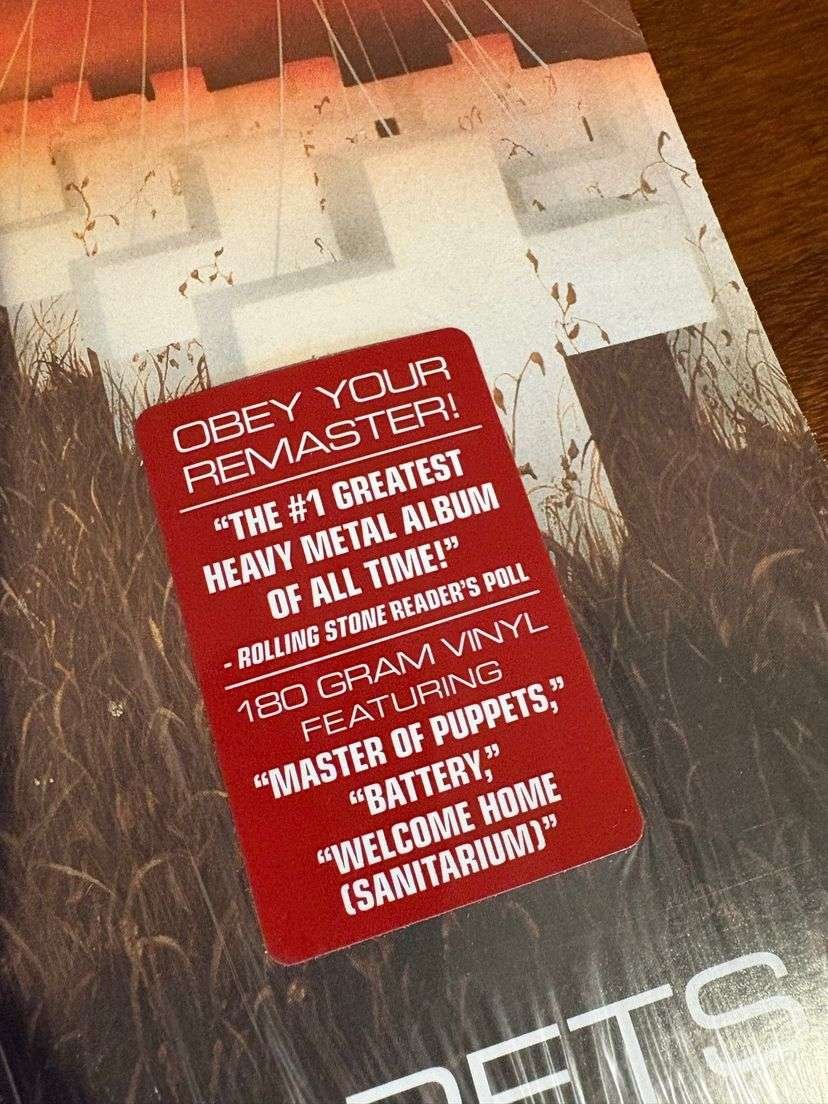 OBEY YOUR
REMASTER!
“THE #1 GREATEST
HEAVY METAL ALBUM
OF ALL TIME!”
- ROLLING STONE READER’S POLL
180 GRAM VINYL
FEATURING
“MASTER OF PUPPETS,”
“BATTERY,”
“WELCOME HOME
(SANITARIUM)”
PETS